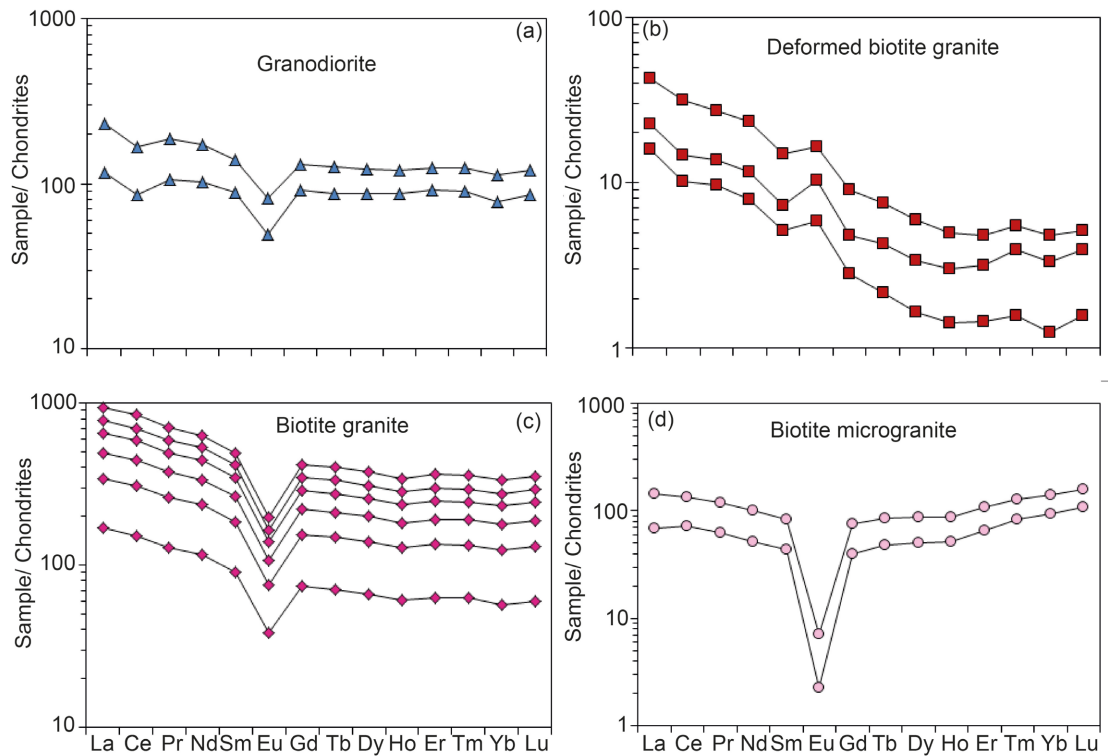 1000
(a)
Granodiorite
Sample/ Chondrites
100
10
100
(b)
Deformed biotite granite
Sample/ Chondrites
10
1
1000
(c)
Biotite granite
Sample/ Chondrites
100
10
La Ce Pr Nd Sm Eu Gd Tb Dy Ho Er Tm Yb Lu
1000
(d)
Biotite microgranite
Sample/ Chondrites
100
10
1
La Ce Pr Nd Sm Eu Gd Tb Dy Ho Er Tm Yb Lu